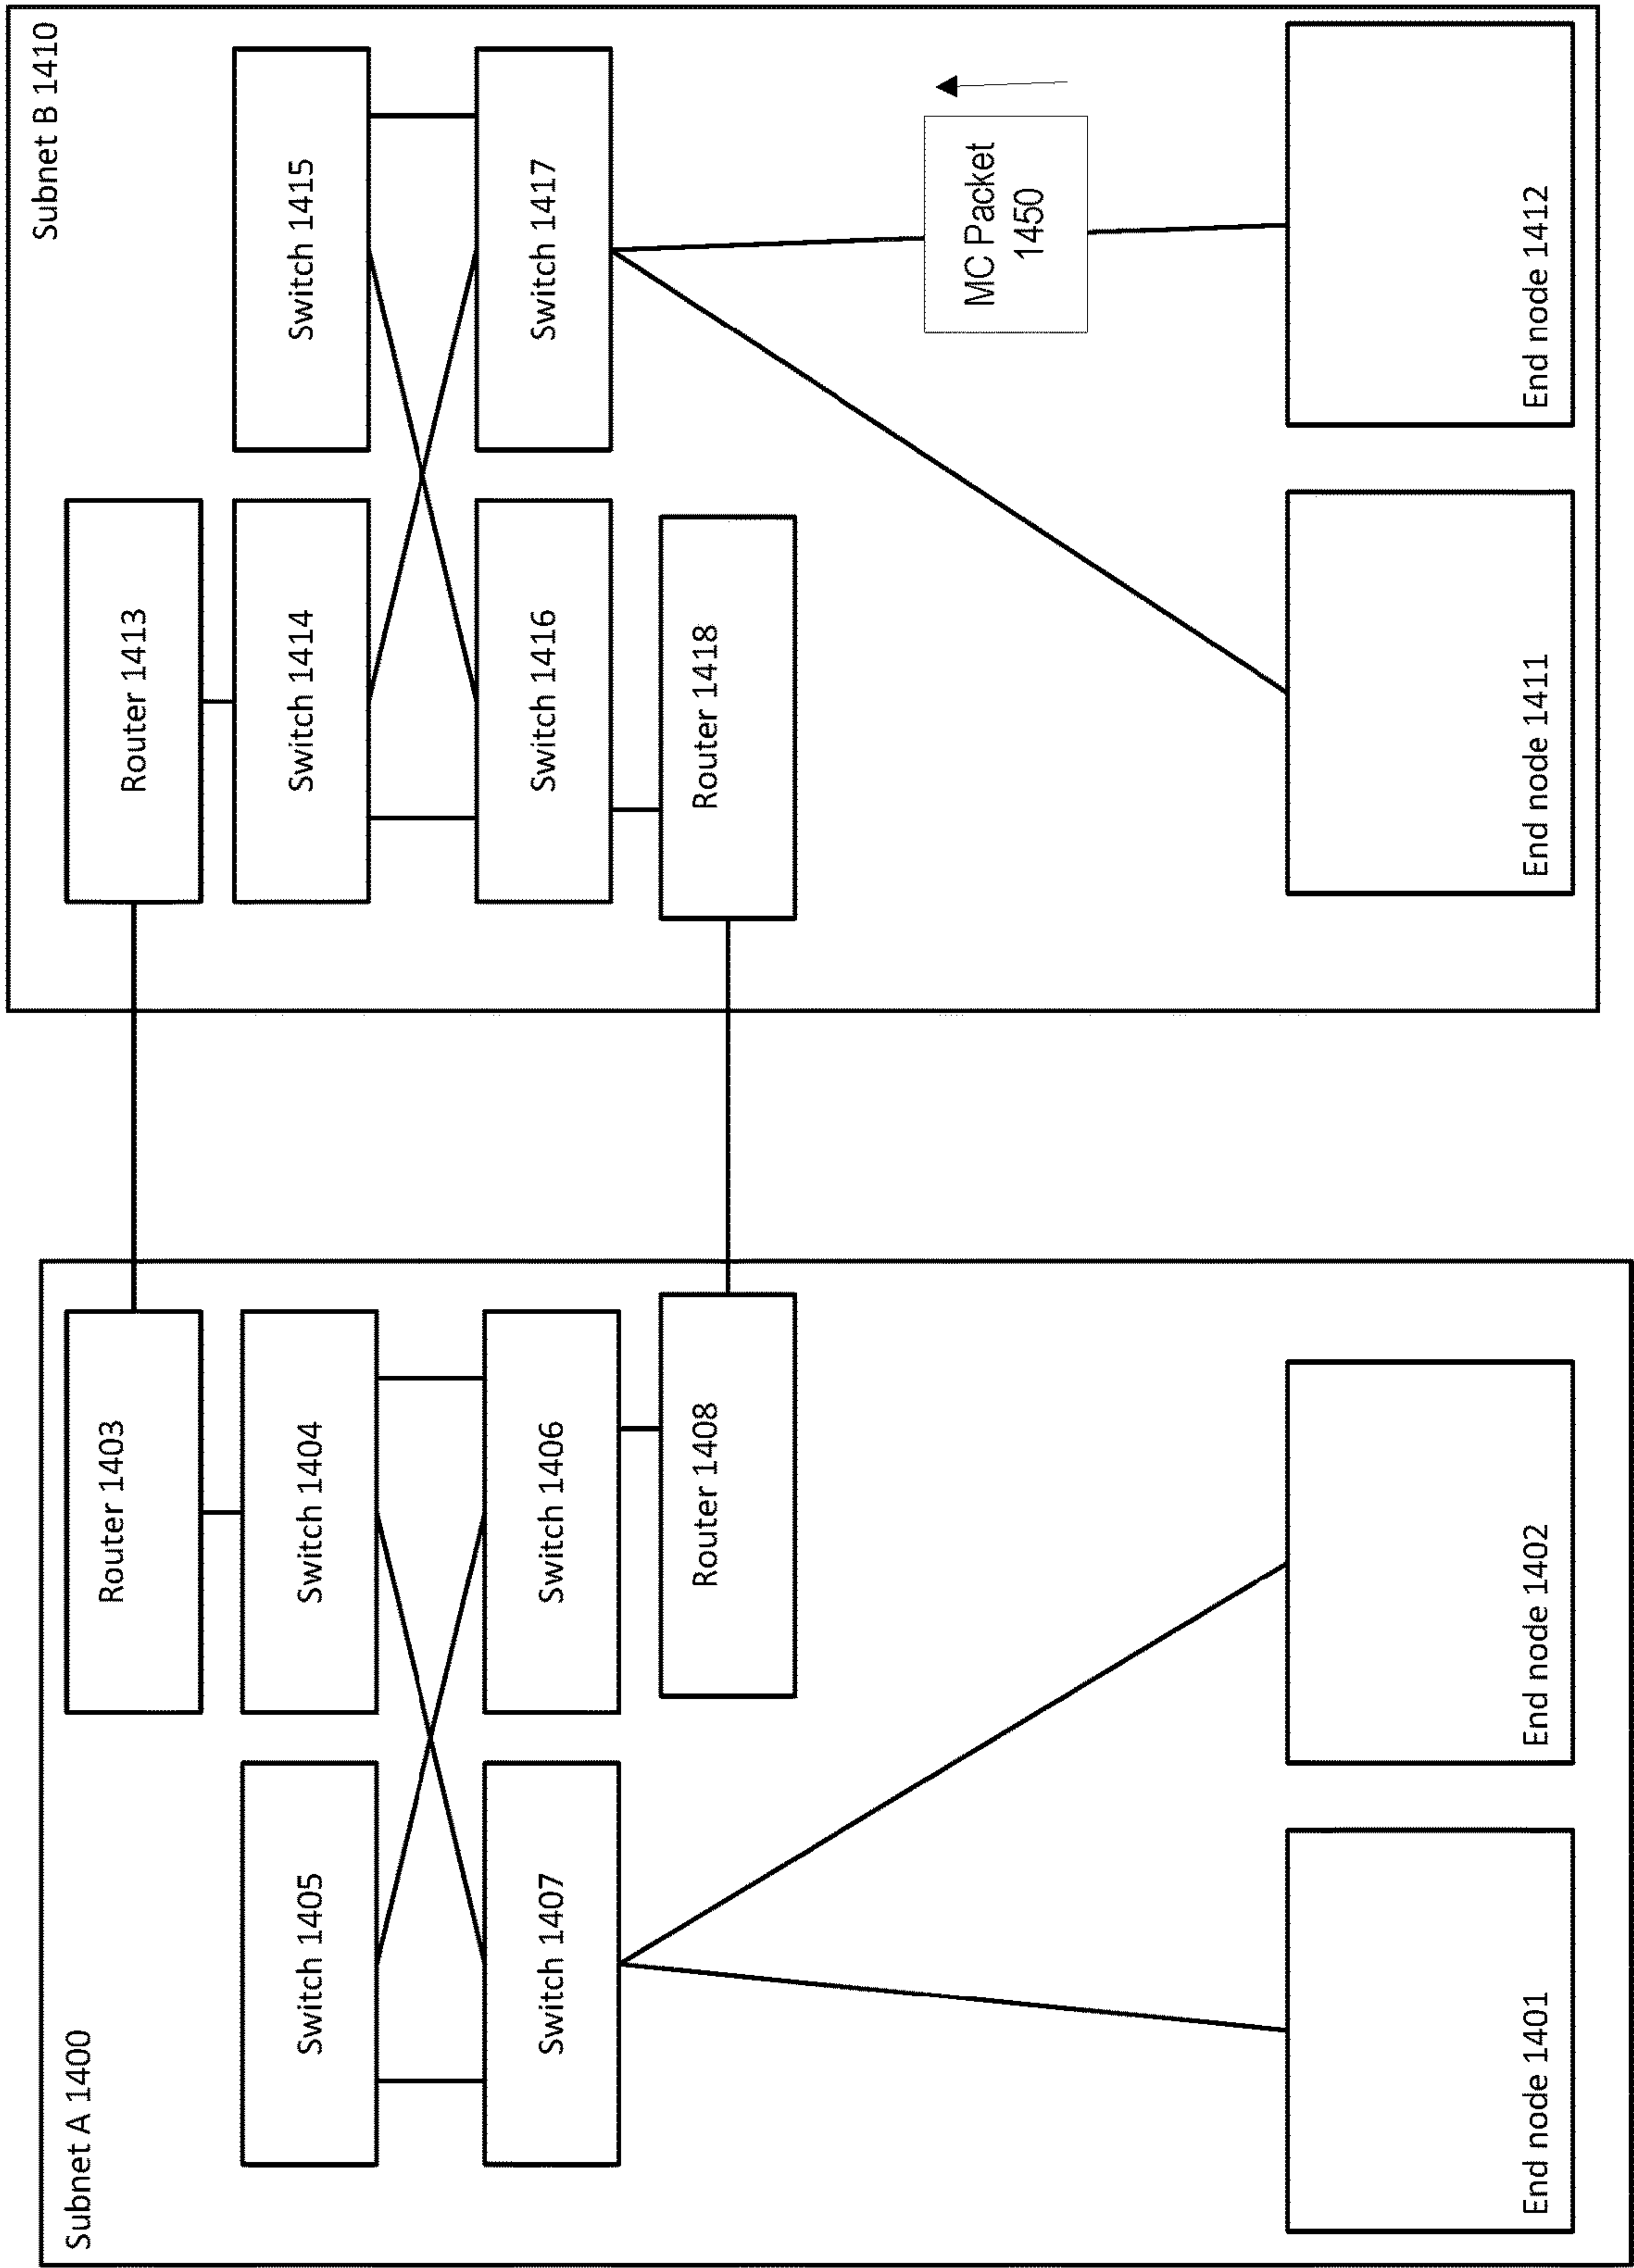 Subnet A 1400
Router 1403
Switch 1405
Switch 1404
Switch 1407
Switch 1406
Router 1408
End node 1401
End node 1402
Subnet B 1410
Router 1413
Switch 1414
Switch 1415
Switch 1416
Switch 1417
Router 1418
MC Packet
1450
End node 1411
End node 1412